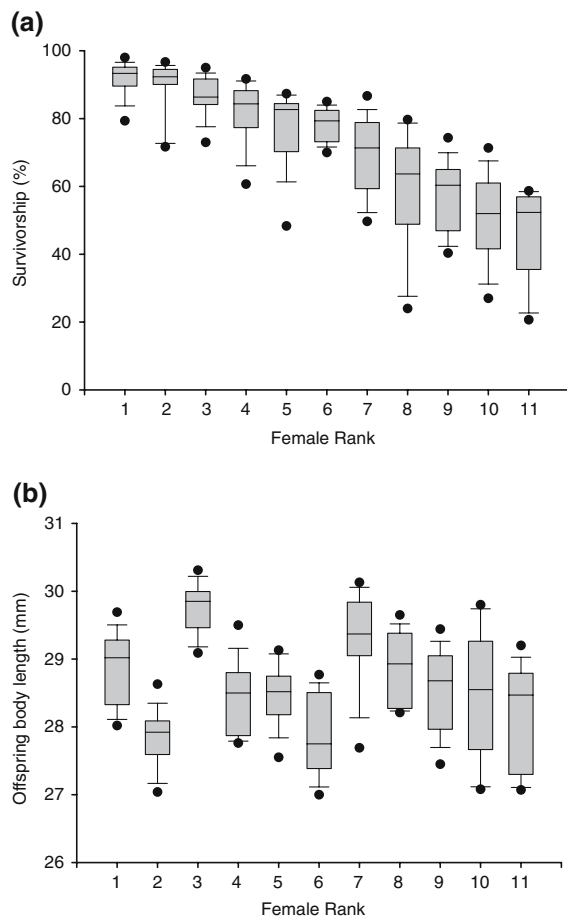 (a)
100
80
60
40
20
0
Survivorship (%)
1 2 3 4 5 6 7 8 9 10 11
Female Rank
(b)
31
30
29
28
27
26
Offspring body length (mm)
1 2 3 4 5 6 7 8 9 10 11
Female Rank